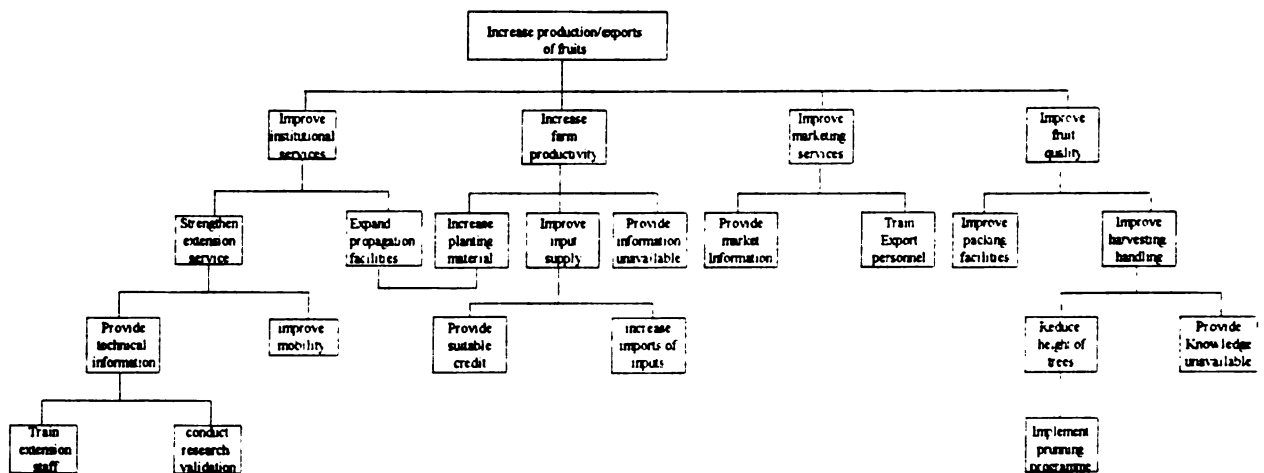 Increase production/exports
of fruits
Improve
institutional
services
Increase
farm
productivity
Improve
marketing
services
Improve
fruit
quality
Strengthen
extension
service
Expand
propagation
facilities
Increase
planting
material
Improve
input
supply
Provide
information
unavailable
Provide
market
Information
Train
Export
personnel
Improve
packing
facilities
Improve
harvesting
handling
Provide
technical
information
improve
mobility
Provide
suitable
credit
increase
imports of
inputs
Reduce
height of
trees
Provide
Knowledge
unavailable
Train
extension
staff
conduct
research
validation
Implement
prunning
programme